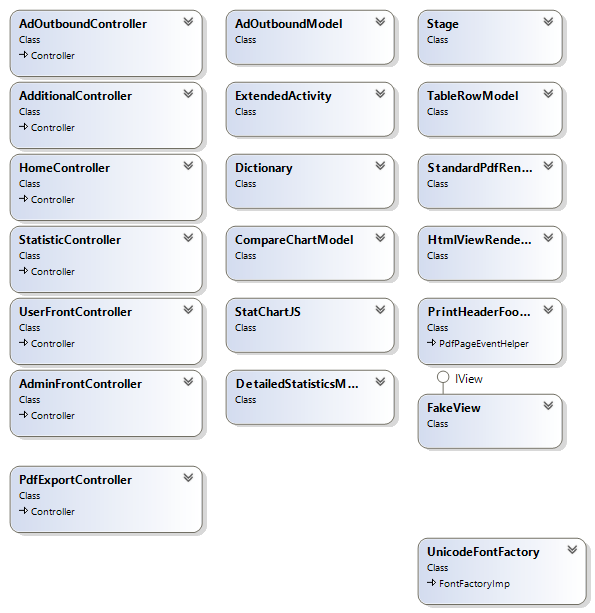 AdOutboundController
Class
Controller
AdditionalController
Class
Controller
HomeController
Class
Controller
StatisticController
Class
Controller
UserFrontController
Class
Controller
AdminFrontController
Class
Controller
PdfExportController
Class
Controller
AdOutboundModel
Class
ExtendedActivity
Class
Dictionary
Class
CompareChartModel
Class
StatChartJS
Class
DetailedStatisticsM...
Class
Stage
Class
TableRowModel
Class
StandardPdfRen...
Class
HtmlViewRende...
Class
PrintHeaderFoo...
Class
PdfPageEventHelper
IView
FakeView
Class
UnicodeFontFactory
Class
FontFactoryImp